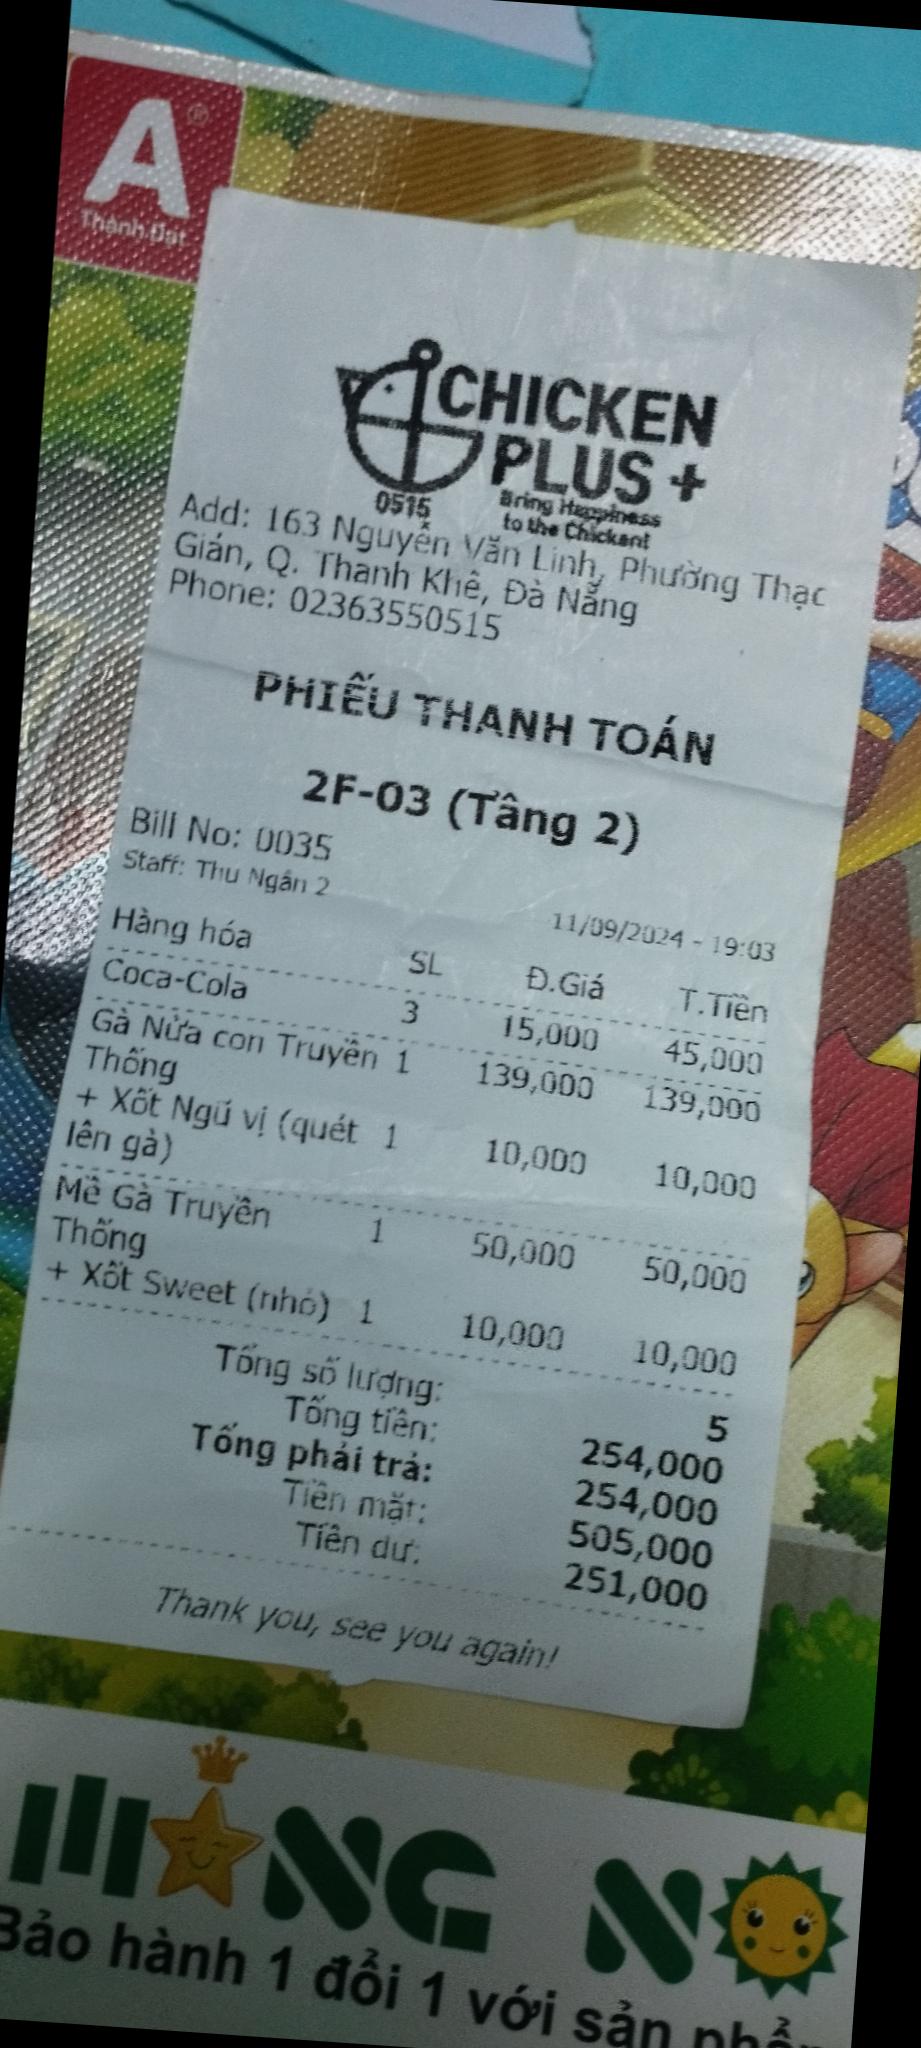 A®
Thành Đạt
CHICKEN
PLUS +
0515
Bring Happiness
to the Chickent
Add: 163 Nguyễn Văn Linh, Phường Thạc
Gián, Q. Thanh Khê, Đà Nẵng
Phone: 02363550515
PHIẾU THANH TOÁN
2F-03 (Tầng 2)
Bill No: 0035
Staff: Thu Ngân 2
11/09/2024 - 19:03
Hàng hóa SL Đ.Giá T.Tiền
Coca-Cola 3 15,000 45,000
Gà Nửa con Truyền 1 139,000 139,000
Thống
+ Xốt Ngũ vị (quét 1 10,000 10,000
lên gà)
Mề Gà Truyền 1 50,000 50,000
Thống
+ Xốt Sweet (nhỏ) 1 10,000 10,000
Tổng số lượng: 5
Tổng tiền: 254,000
Tổng phải trả: 254,000
Tiền mặt: 505,000
Tiền dư: 251,000
Thank you, see you again!
Bảo hành 1 đổi 1 với sản